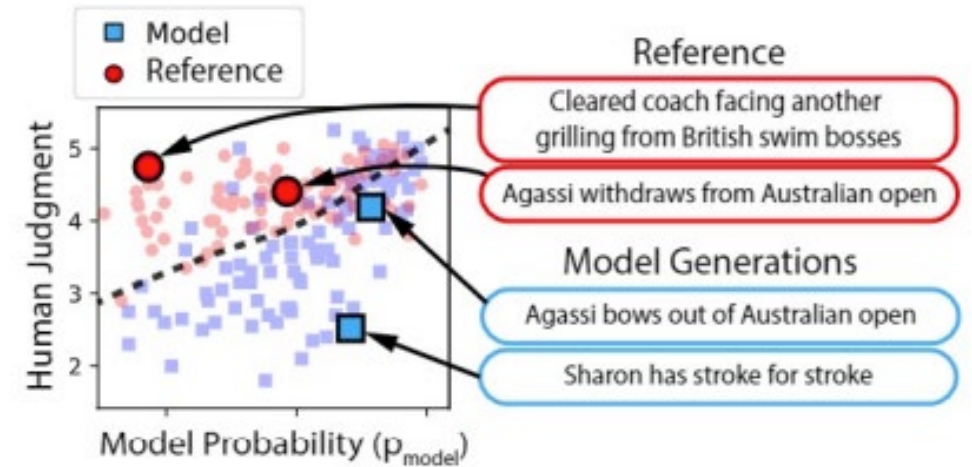 Model
Reference
Reference
Cleared coach facing another
grilling from British swim bosses
Agassi withdraws from Australian open
Model Generations
Agassi bows out of Australian open
Sharon has stroke for stroke
Human Judgment
5
4
3
2
Model Probability (pmodel)